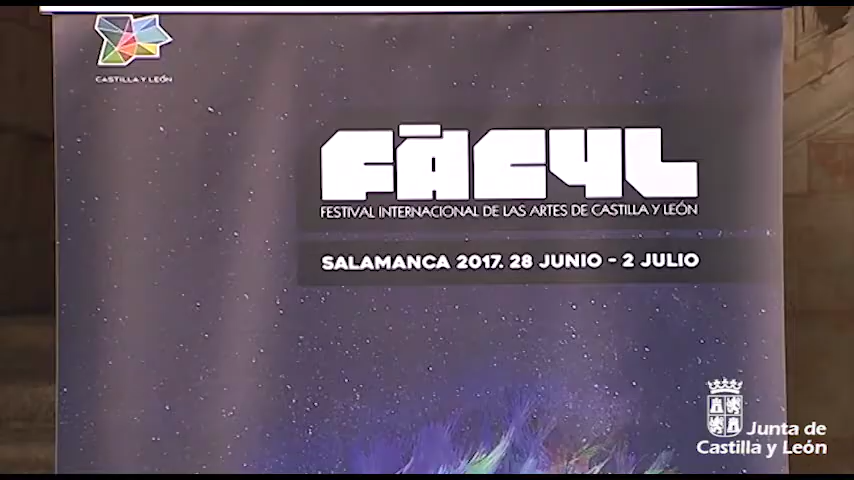 CASTILLA Y LEÓN
FĀCYL
FESTIVAL INTERNACIONAL DE LAS ARTES DE CASTILLA Y LEÓN
SALAMANCA 2017. 28 JUNIO - 2 JULIO
Junta de
Castilla y León